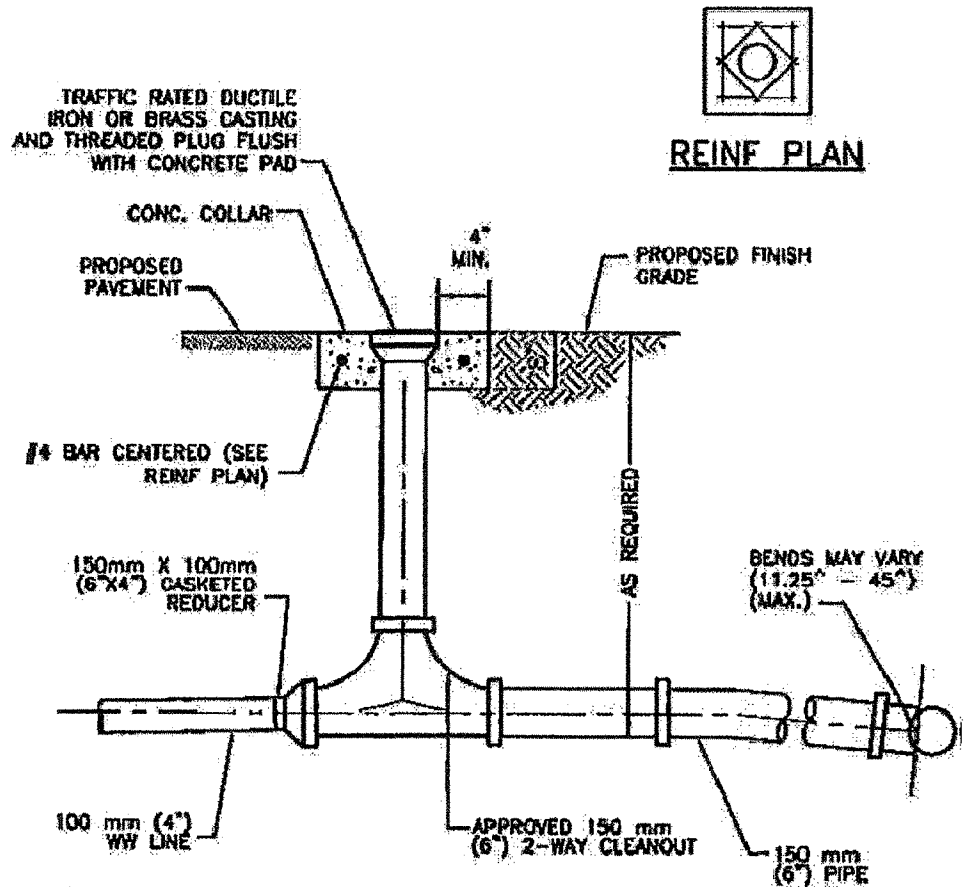 REINF PLAN
TRAFFIC RATED DUCTILE
IRON OR BRASS CASTING
AND THREADED PLUG FLUSH
WITH CONCRETE PAD
CONC. COLLAR
4"
MIN.
PROPOSED
PAVEMENT
PROPOSED FINISH
GRADE
#4 BAR CENTERED (SEE
REINF PLAN)
AS REQUIRED
150mm X 100mm
(6"X4") GASKETED
REDUCER
BENDS MAY VARY
(11.25^ - 45^)
(MAX.)
100 mm (4")
WW LINE
APPROVED 150 mm
(6") 2-WAY CLEANOUT
150 mm
(6") PIPE